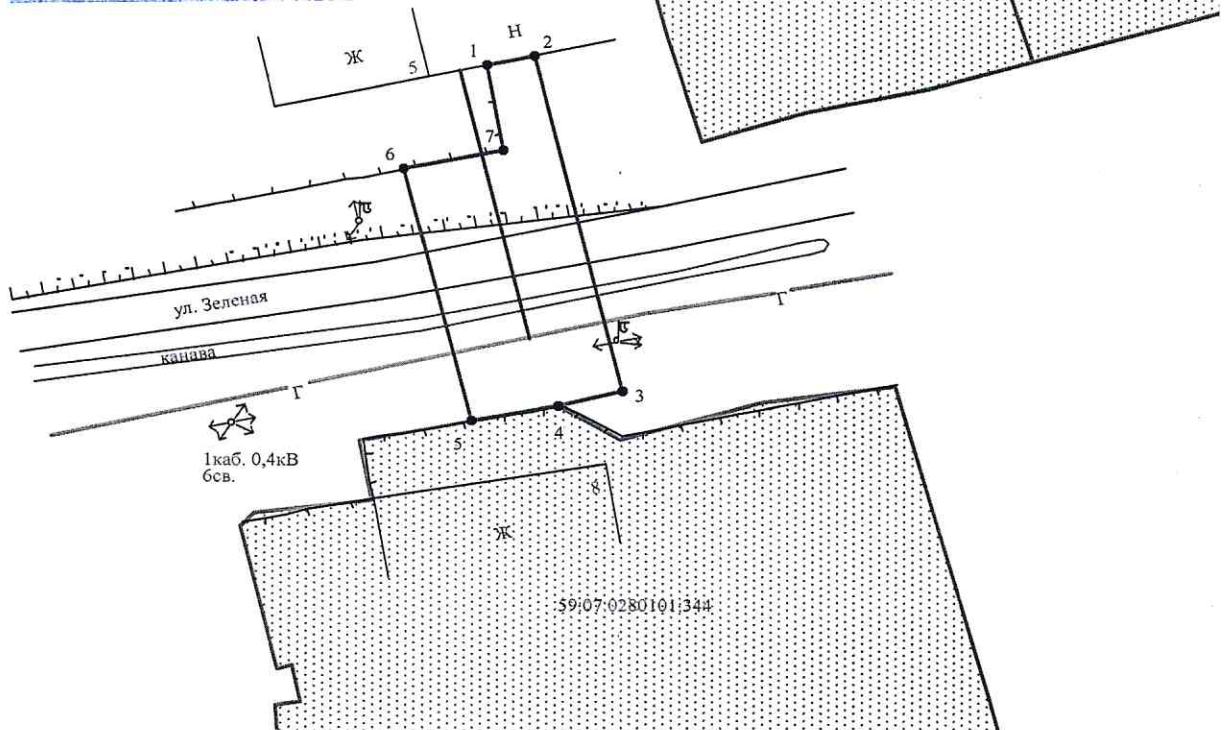 Н
2
1
Ж
5
7
6
ул. Зеленая
Г
канава
Г
3
4
5
1каб. 0,4кВ
6св.
8
Ж
59:07:0280101:344